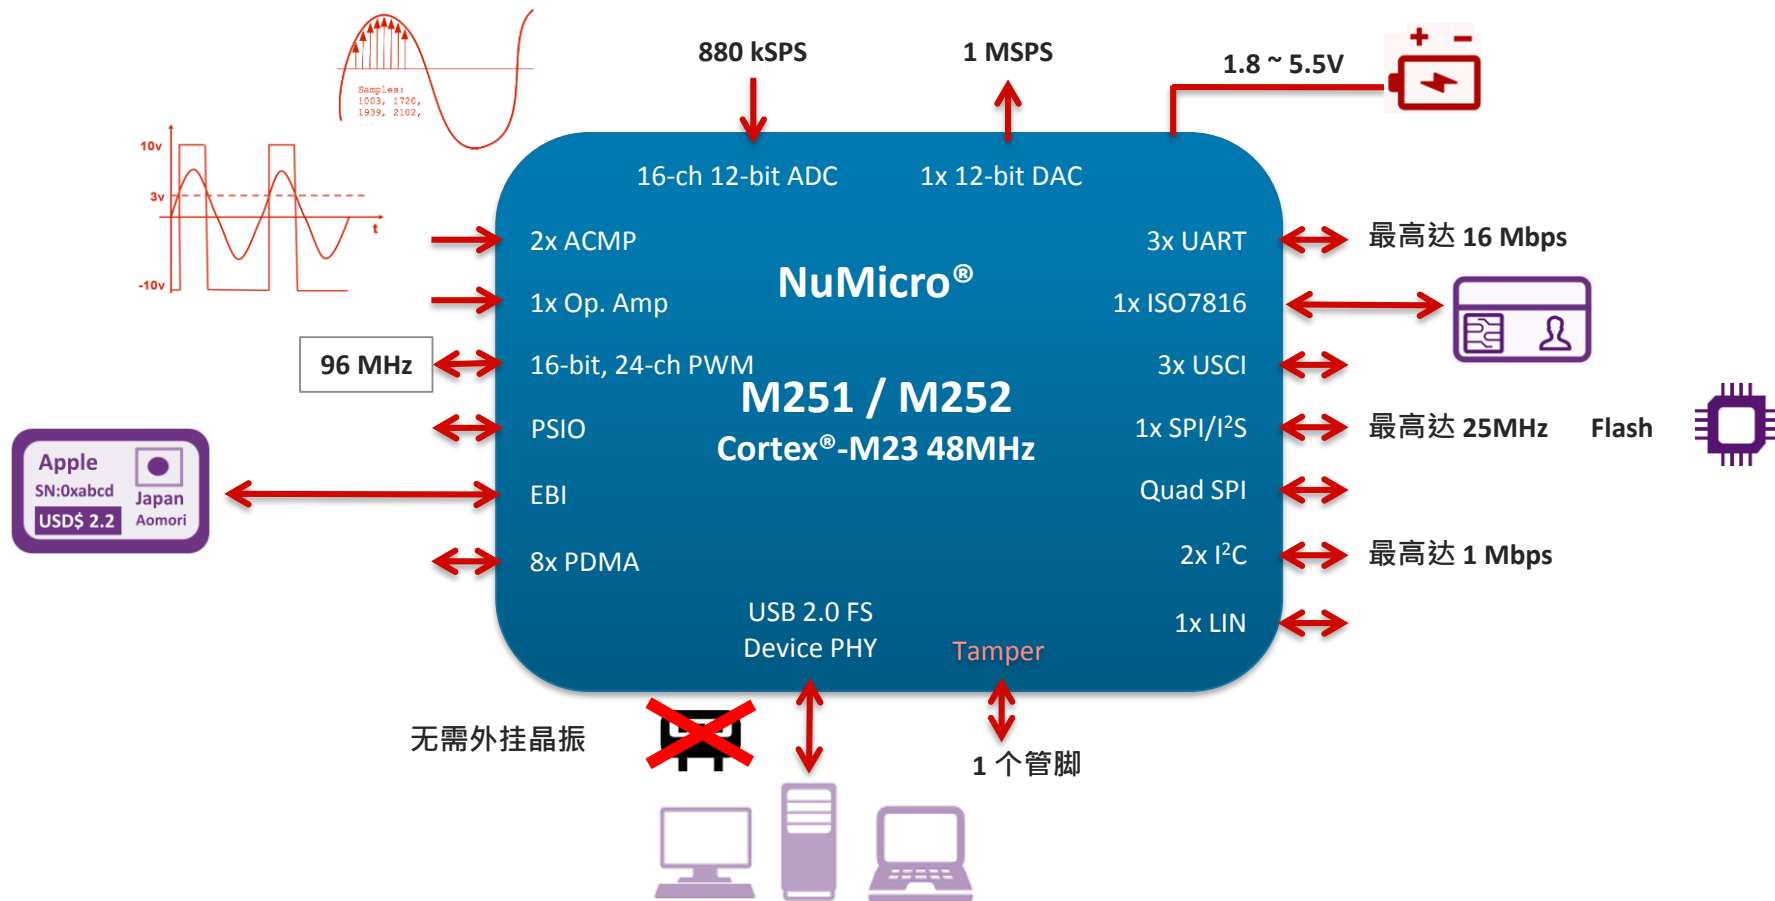 880 kSPS
1 MSPS
1.8 ~ 5.5V
Samples:
1003, 1720,
1939, 2102,
10v
3v
-10v
t
16-ch 12-bit ADC
1x 12-bit DAC
2x ACMP
1x Op. Amp
96 MHz
16-bit, 24-ch PWM
PSIO
EBI
8x PDMA
NuMicro®
M251 / M252
Cortex®-M23 48MHz
3x UART
最高达 16 Mbps
1x ISO7816
3x USCI
1x SPI/I²S
最高达 25MHz
Flash
Quad SPI
2x I²C
最高达 1 Mbps
1x LIN
Apple
SN:0xabcd
USD$ 2.2
Japan
Aomori
USB 2.0 FS
Device PHY
Tamper
无需外挂晶振
1 个管脚